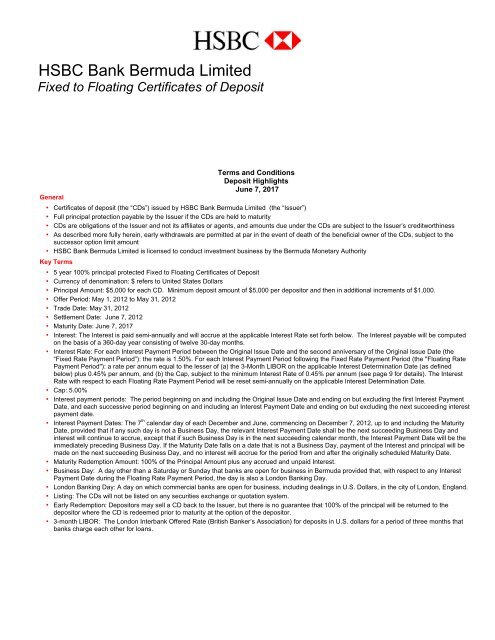 HSBC
HSBC Bank Bermuda Limited
Fixed to Floating Certificates of Deposit
Terms and Conditions
Deposit Highlights
June 7, 2017
General
• Certificates of deposit (the “CDs”) issued by HSBC Bank Bermuda Limited (the “Issuer”)
• Full principal protection payable by the Issuer if the CDs are held to maturity
• CDs are obligations of the Issuer and not its affiliates or agents, and amounts due under the CDs are subject to the Issuer’s creditworthiness
• As described more fully herein, early withdrawals are permitted at par in the event of death of the beneficial owner of the CDs, subject to the
successor option limit amount
• HSBC Bank Bermuda Limited is licensed to conduct investment business by the Bermuda Monetary Authority
Key Terms
• 5 year 100% principal protected Fixed to Floating Certificates of Deposit
• Currency of denomination: $ refers to United States Dollars
• Principal Amount: $5,000 for each CD. Minimum deposit amount of $5,000 per depositor and then in additional increments of $1,000.
• Offer Period: May 1, 2012 to May 31, 2012
• Trade Date: May 31, 2012
• Settlement Date: June 7, 2012
• Maturity Date: June 7, 2017
• Interest: The Interest is paid semi-annually and will accrue at the applicable Interest Rate set forth below. The Interest payable will be computed
on the basis of a 360-day year consisting of twelve 30-day months.
• Interest Rate: For each Interest Payment Period between the Original Issue Date and the second anniversary of the Original Issue Date (the
“Fixed Rate Payment Period”): the rate is 1.50%. For each Interest Payment Period following the Fixed Rate Payment Period (the "Floating Rate
Payment Period"): a rate per annum equal to the lesser of (a) the 3-Month LIBOR on the applicable Interest Determination Date (as defined
below) plus 0.45% per annum, and (b) the Cap, subject to the minimum Interest Rate of 0.45% per annum (see page 9 for details). The Interest
Rate with respect to each Floating Rate Payment Period will be reset semi-annually on the applicable Interest Determination Date.
• Cap: 5.00%
• Interest payment periods: The period beginning on and including the Original Issue Date and ending on but excluding the first Interest Payment
Date, and each successive period beginning on and including an Interest Payment Date and ending on but excluding the next succeeding interest
payment date.
• Interest Payment Dates: The 7th calendar day of each December and June, commencing on December 7, 2012, up to and including the Maturity
Date, provided that if any such day is not a Business Day, the relevant Interest Payment Date shall be the next succeeding Business Day and
interest will continue to accrue, except that if such Business Day is in the next succeeding calendar month, the Interest Payment Date will be the
immediately preceding Business Day. If the Maturity Date falls on a date that is not a Business Day, payment of the Interest and principal will be
made on the next succeeding Business Day, and no interest will accrue for the period from and after the originally scheduled Maturity Date.
• Maturity Redemption Amount: 100% of the Principal Amount plus any accrued and unpaid Interest.
• Business Day: A day other than a Saturday or Sunday that banks are open for business in Bermuda provided that, with respect to any Interest
Payment Date during the Floating Rate Payment Period, the day is also a London Banking Day.
• London Banking Day: A day on which commercial banks are open for business, including dealings in U.S. Dollars, in the city of London, England.
• Listing: The CDs will not be listed on any securities exchange or quotation system.
• Early Redemption: Depositors may sell a CD back to the Issuer, but there is no guarantee that 100% of the principal will be returned to the
depositor where the CD is redeemed prior to maturity at the option of the depositor.
• 3-month LIBOR: The London Interbank Offered Rate (British Banker’s Association) for deposits in U.S. dollars for a period of three months that
banks charge each other for loans.